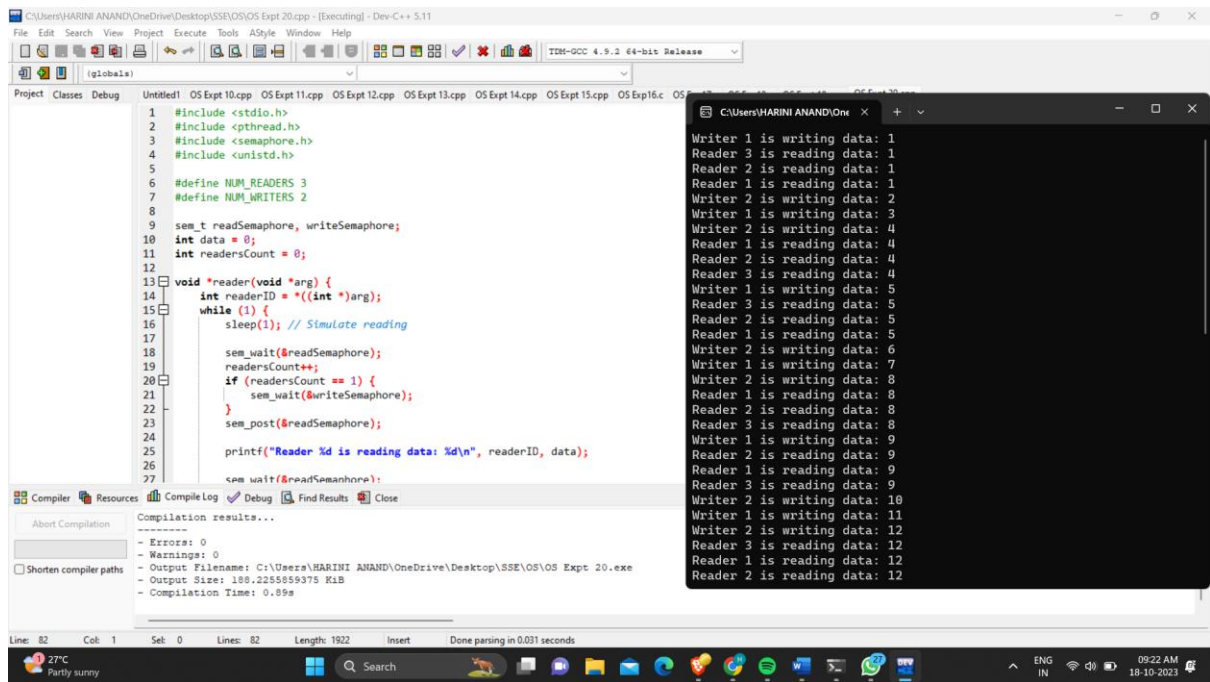 C:\Users\HARINI ANAND\OneDrive\Desktop\SSE\OS\OS Expt 20.cpp - [Executing] - Dev-C++ 5.11
File Edit Search View Project Execute Tools AStyle Window Help
TDM-GCC 4.9.2 64-bit Release
(globals)
Project Classes Debug
Untitled1 OS Expt 10.cpp OS Expt 11.cpp OS Expt 12.cpp OS Expt 13.cpp OS Expt 14.cpp OS Expt 15.cpp OS Exp16.c
1 #include <stdio.h>
2 #include <pthread.h>
3 #include <semaphore.h>
4 #include <unistd.h>
5
6 #define NUM_READERS 3
7 #define NUM_WRITERS 2
8
9 sem_t readSemaphore, writeSemaphore;
10 int data = 0;
11 int readersCount = 0;
12
13 void *reader(void *arg) {
14 int readerID = *((int *)arg);
15 while (1) {
16 sleep(1); // Simulate reading
17
18 sem_wait(&readSemaphore);
19 readersCount++;
20 if (readersCount == 1) {
21 sem_wait(&writeSemaphore);
22 }
23 sem_post(&readSemaphore);
24
25 printf("Reader %d is reading data: %d\n", readerID, data);
26
27 sem_wait(&readSemaphore);
C:\Users\HARINI ANAND\One
Writer 1 is writing data: 1
Reader 3 is reading data: 1
Reader 2 is reading data: 1
Reader 1 is reading data: 1
Writer 2 is writing data: 2
Writer 1 is writing data: 3
Writer 2 is writing data: 4
Reader 1 is reading data: 4
Reader 2 is reading data: 4
Reader 3 is reading data: 4
Writer 1 is writing data: 5
Reader 3 is reading data: 5
Reader 2 is reading data: 5
Reader 1 is reading data: 5
Writer 2 is writing data: 6
Writer 1 is writing data: 7
Writer 2 is writing data: 8
Reader 1 is reading data: 8
Reader 2 is reading data: 8
Reader 3 is reading data: 8
Writer 1 is writing data: 9
Reader 2 is reading data: 9
Reader 1 is reading data: 9
Reader 3 is reading data: 9
Writer 2 is writing data: 10
Writer 1 is writing data: 11
Writer 2 is writing data: 12
Reader 3 is reading data: 12
Reader 1 is reading data: 12
Reader 2 is reading data: 12
Compiler Resources Compile Log Debug Find Results Close
Abort Compilation
Shorten compiler paths
Compilation results...
--------
- Errors: 0
- Warnings: 0
- Output Filename: C:\Users\HARINI ANAND\OneDrive\Desktop\SSE\OS\OS Expt 20.exe
- Output Size: 188.2255859375 KiB
- Compilation Time: 0.89s
Line: 82 Col: 1 Sel: 0 Lines: 82 Length: 1922 Insert Done parsing in 0.031 seconds
27°C
Partly sunny
Search
ENG
IN
09:22 AM
18-10-2023